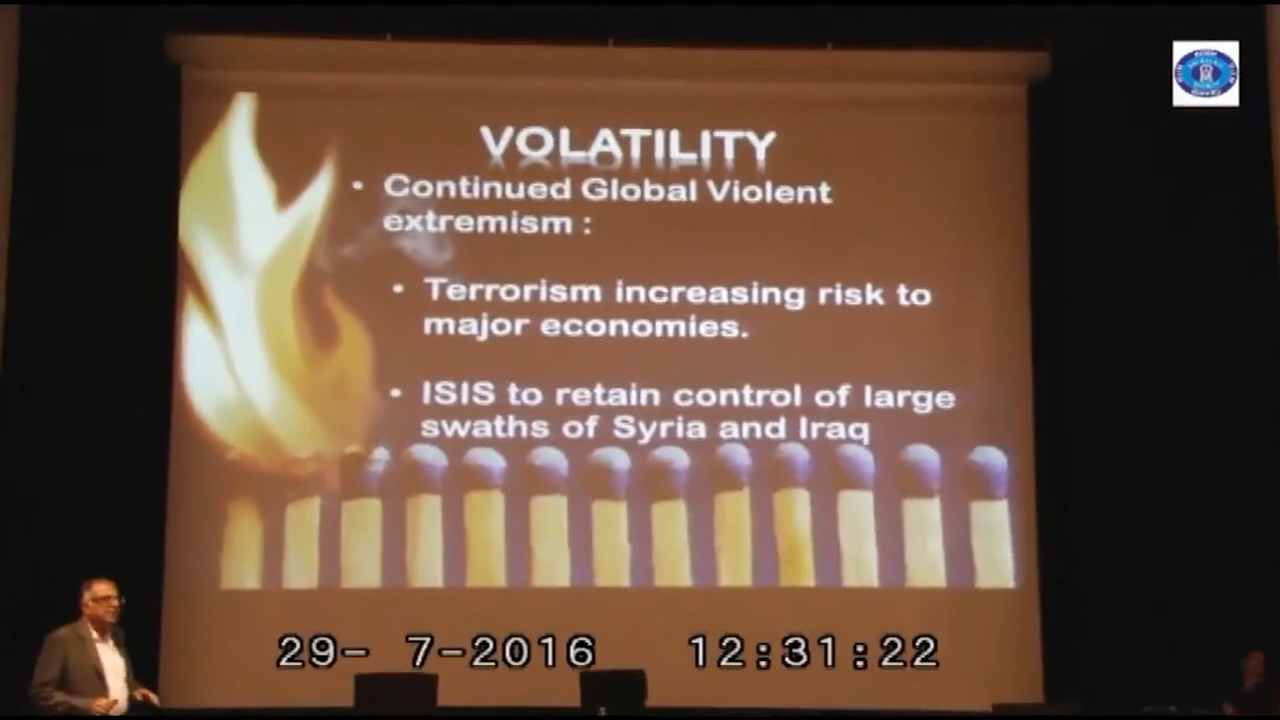 VOLATILITY
• Continued Global Violent
extremism :
• Terrorism increasing risk to
major economies.
• ISIS to retain control of large
swaths of Syria and Iraq
29- 7-2016 12:31:22